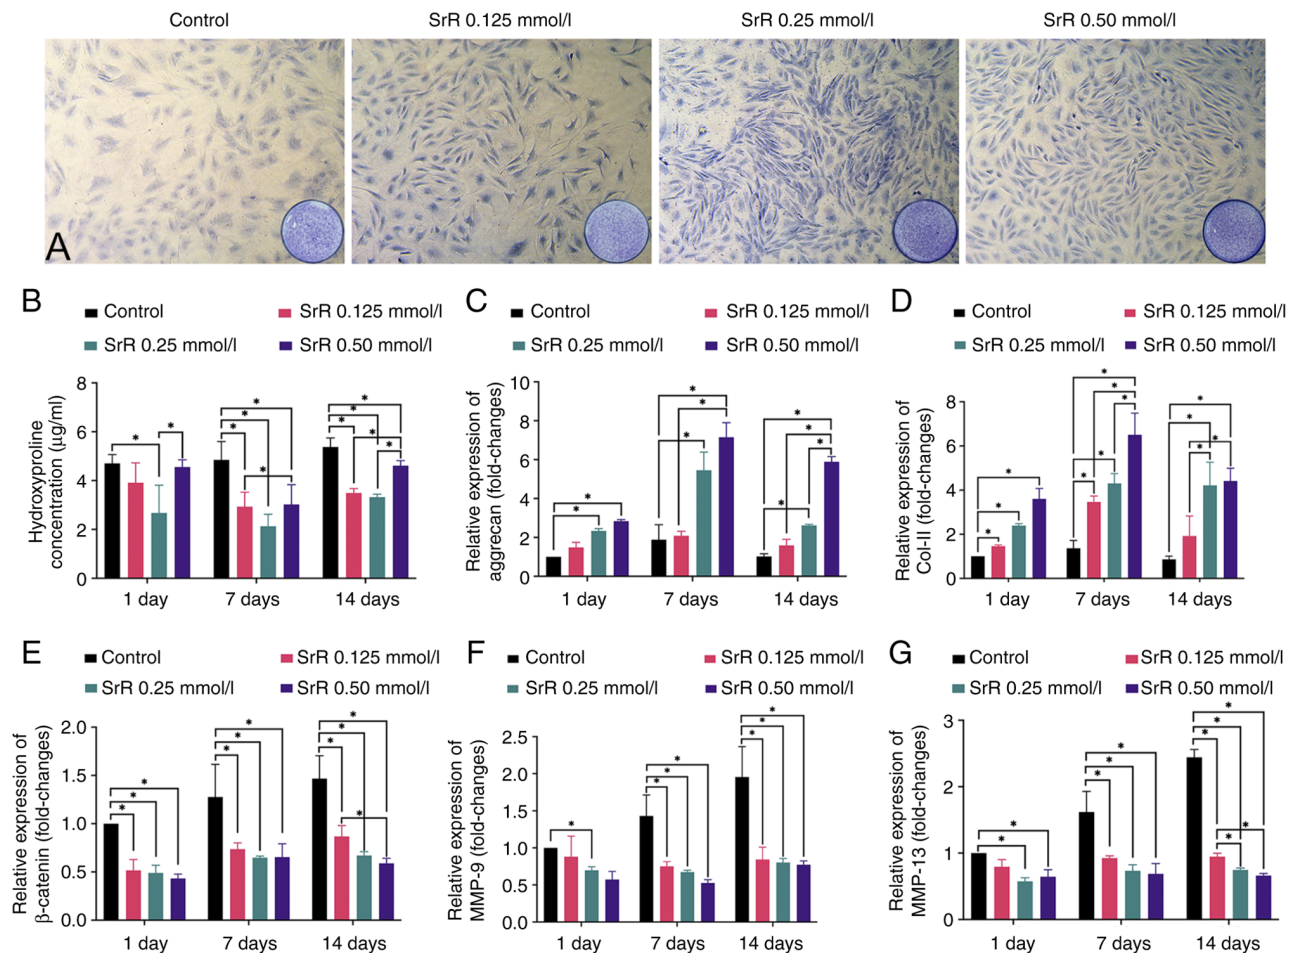 Control
SrR 0.125 mmol/l
SrR 0.25 mmol/l
SrR 0.50 mmol/l
A
B
Control
SrR 0.125 mmol/l
SrR 0.25 mmol/l
SrR 0.50 mmol/l
Hydroxyproline
concentration (µg/ml)
8
6
4
2
0
* * * * * * * * * * * *
1 day
7 days
14 days
C
Control
SrR 0.125 mmol/l
SrR 0.25 mmol/l
SrR 0.50 mmol/l
Relative expression of
aggrecan (fold-changes)
10
8
6
4
2
0
* * * * * * * * *
1 day
7 days
14 days
D
Control
SrR 0.125 mmol/l
SrR 0.25 mmol/l
SrR 0.50 mmol/l
Relative expression of
Col-II (fold-changes)
8
6
4
2
0
* * * * * * * * * * * *
1 day
7 days
14 days
E
Control
SrR 0.125 mmol/l
SrR 0.25 mmol/l
SrR 0.50 mmol/l
Relative expression of
β-catenin (fold-changes)
2.0
1.5
1.0
0.5
0.0
* * * * * * * * * *
1 day
7 days
14 days
F
Control
SrR 0.125 mmol/l
SrR 0.25 mmol/l
SrR 0.50 mmol/l
Relative expression of
MMP-9 (fold-changes)
2.5
2.0
1.5
1.0
0.5
0.0
* * * * * * *
1 day
7 days
14 days
G
Control
SrR 0.125 mmol/l
SrR 0.25 mmol/l
SrR 0.50 mmol/l
Relative expression of
MMP-13 (fold-changes)
3
2
1
0
* * * * * * * * * *
1 day
7 days
14 days